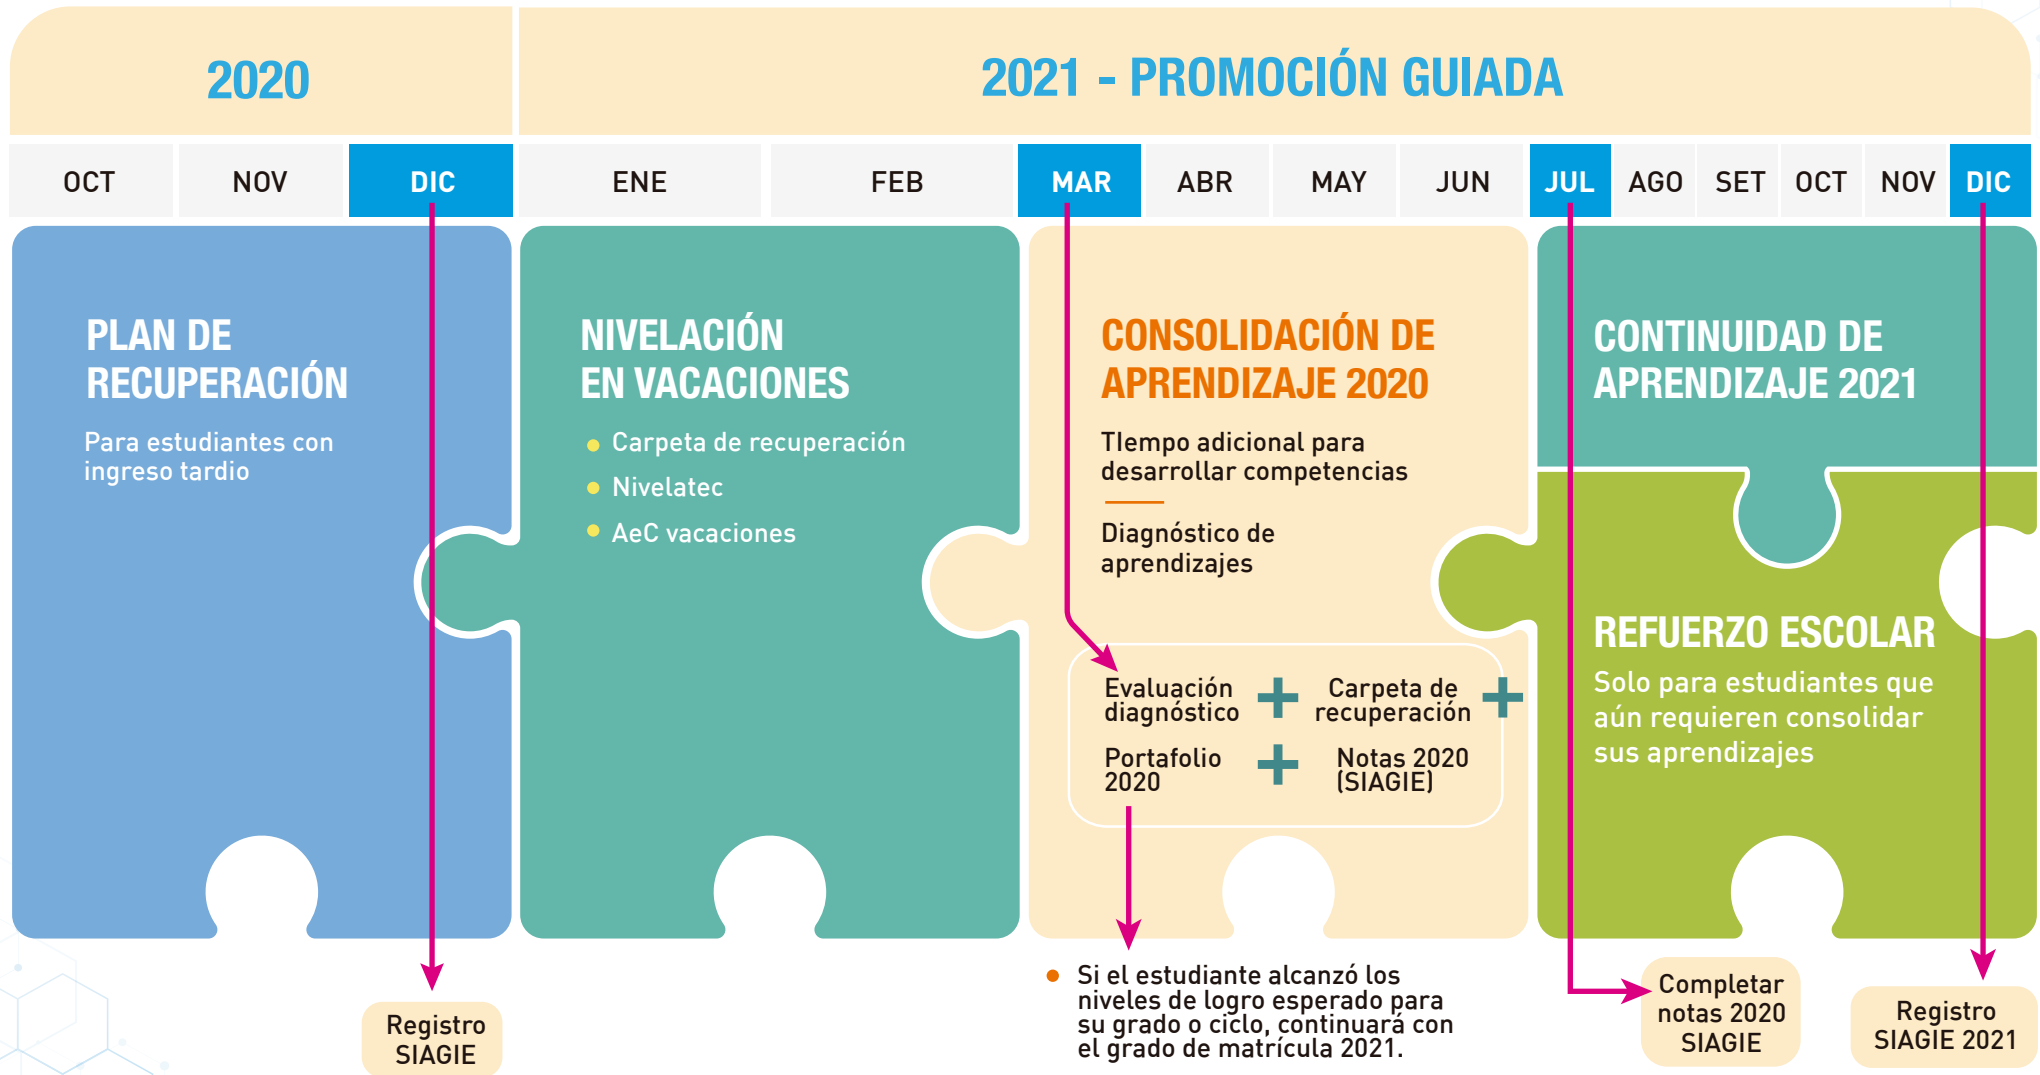 2020
2021 - PROMOCIÓN GUIADA
OCT
NOV
DIC
ENE
FEB
MAR
ABR
MAY
JUN
JUL
AGO
SET
OCT
NOV
DIC
PLAN DE
RECUPERACIÓN
Para estudiantes con
ingreso tardio
NIVELACIÓN
EN VACACIONES
Carpeta de recuperación
Nivelatec
AeC vacaciones
CONSOLIDACIÓN DE
APRENDIZAJE 2020
TIempo adicional para
desarrollar competencias
Diagnóstico de
aprendizajes
Evaluación
diagnóstico
+
Carpeta de
recuperación
+
Portafolio
2020
+
Notas 2020
(SIAGIE)
CONTINUIDAD DE
APRENDIZAJE 2021
REFUERZO ESCOLAR
Solo para estudiantes que
aún requieren consolidar
sus aprendizajes
Registro
SIAGIE
Si el estudiante alcanzó los
niveles de logro esperado para
su grado o ciclo, continuará con
el grado de matrícula 2021.
Completar
notas 2020
SIAGIE
Registro
SIAGIE 2021